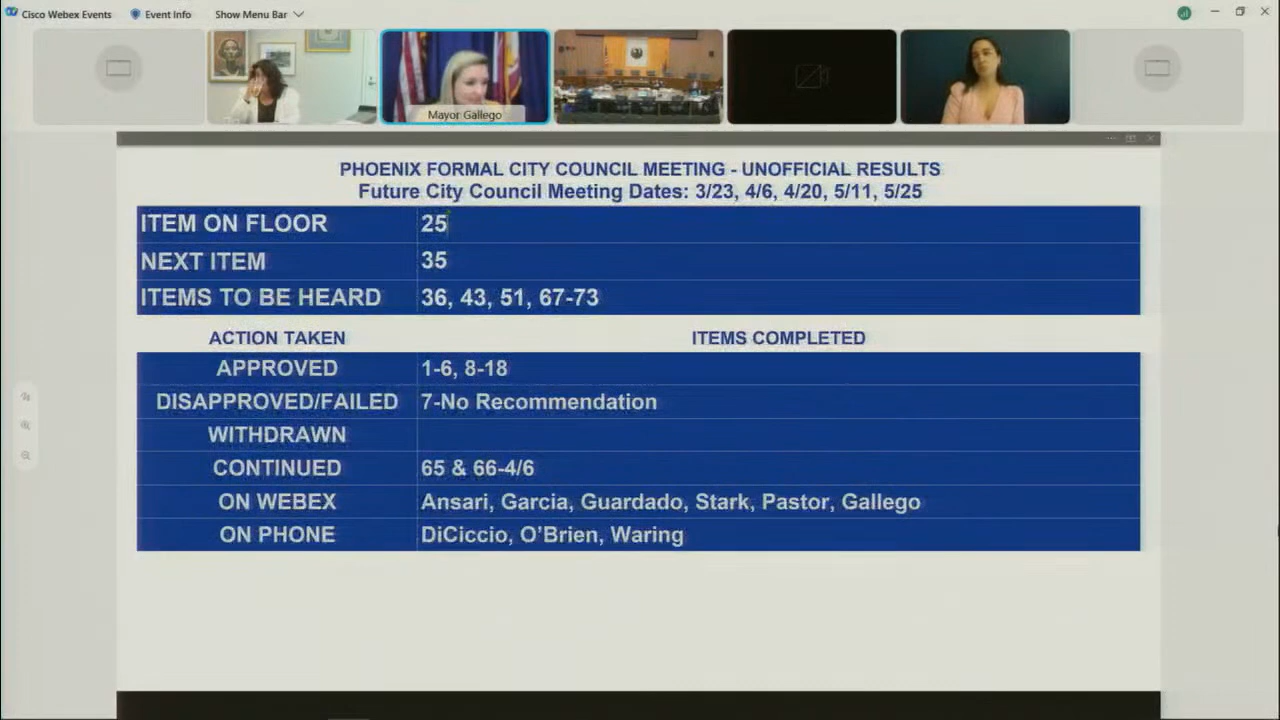 Cisco Webex Events
Event Info
Show Menu Bar
Mayor Gallego
PHOENIX FORMAL CITY COUNCIL MEETING - UNOFFICIAL RESULTS
Future City Council Meeting Dates: 3/23, 4/6, 4/20, 5/11, 5/25
ITEM ON FLOOR 25
NEXT ITEM 35
ITEMS TO BE HEARD 36, 43, 51, 67-73
ACTION TAKEN ITEMS COMPLETED
APPROVED 1-6, 8-18
DISAPPROVED/FAILED 7-No Recommendation
WITHDRAWN
CONTINUED 65 & 66-4/6
ON WEBEX Ansari, Garcia, Guardado, Stark, Pastor, Gallego
ON PHONE DiCiccio, O'Brien, Waring